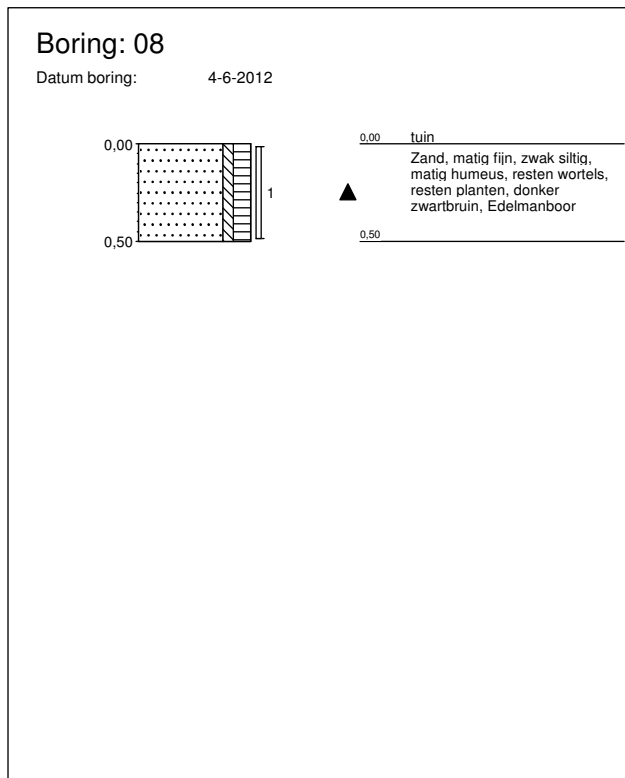 Boring: 08
Datum boring: 4-6-2012
0,00
0,50
1
0,00 tuin
Zand, matig fijn, zwak siltig,
matig humeus, resten wortels,
resten planten, donker
zwartbruin, Edelmanboor
0,50